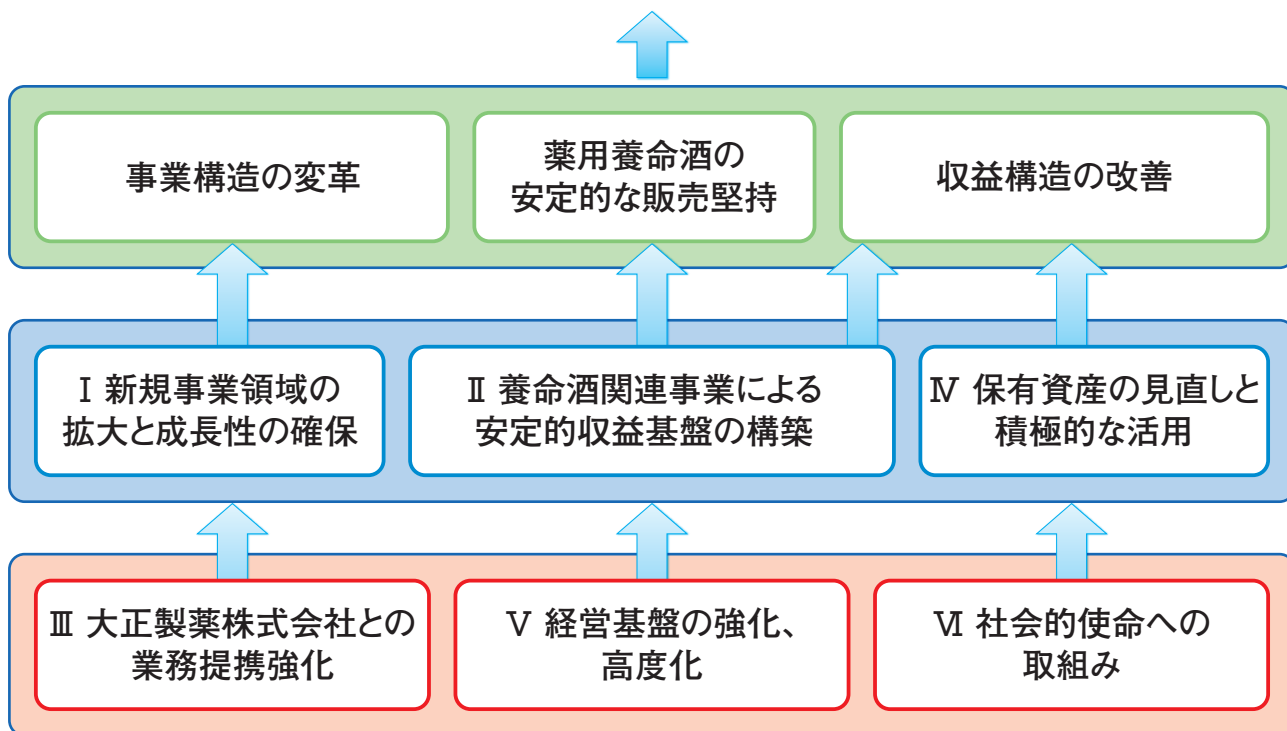 事業構造の変革
薬用養命酒の
安定的な販売堅持
収益構造の改善
Ⅰ 新規事業領域の
拡大と成長性の確保
Ⅱ 養命酒関連事業による
安定的収益基盤の構築
Ⅳ 保有資産の見直しと
積極的な活用
Ⅲ 大正製薬株式会社との
業務提携強化
Ⅴ 経営基盤の強化、
高度化
Ⅵ 社会的使命への
取組み